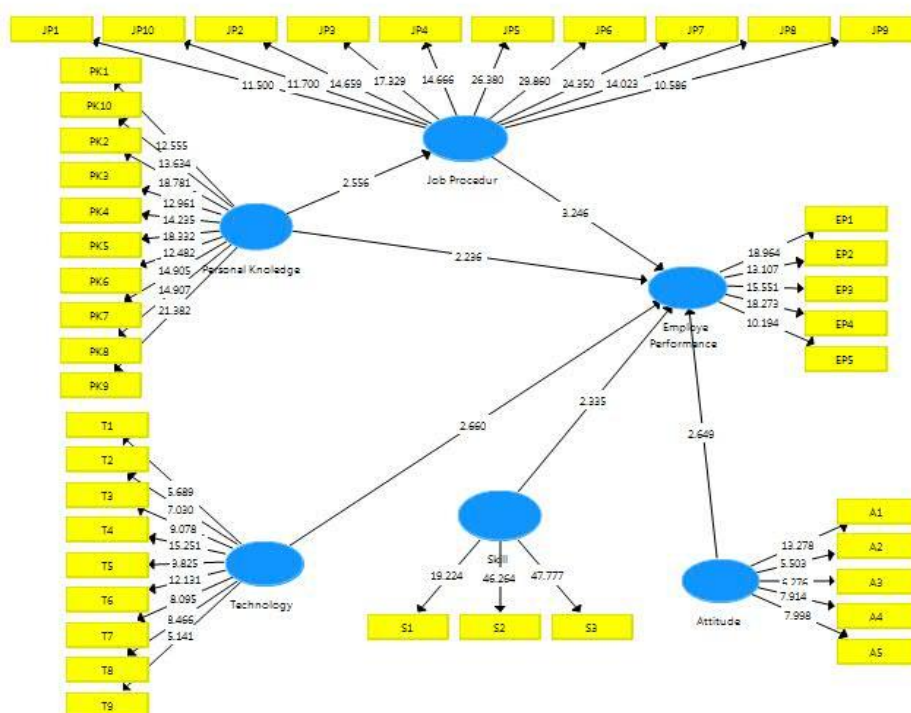 JP1 JP10 JP2 JP3 JP4 JP5 JP6 JP7 JP8 JP9
11.500 11.700 14.659 17.329 14.666 26.380 29.860 24.350 14.023 10.586
Job Procedur
PK1
PK10
PK2
PK3
PK4
PK5
PK6
PK7
PK8
PK9
12.555
13.634
18.781
12.961
14.235
18.332
12.482
14.905
14.907
21.382
Personal Knoledge
2.556
3.246
2.236
EP1
EP2
EP3
EP4
EP5
18.964
13.107
15.551
18.273
10.194
Employe
Performance
2.660
2.335
2.649
T1
T2
T3
T4
T5
T6
T7
T8
T9
5.689
7.030
9.078
15.251
12.131
8.095
5.141
Technology
Skill
19.224 46.264 47.777
S1 S2 S3
A1
A2
A3
A4
A5
13.278
5.503
6.276
7.914
7.998
Attitude